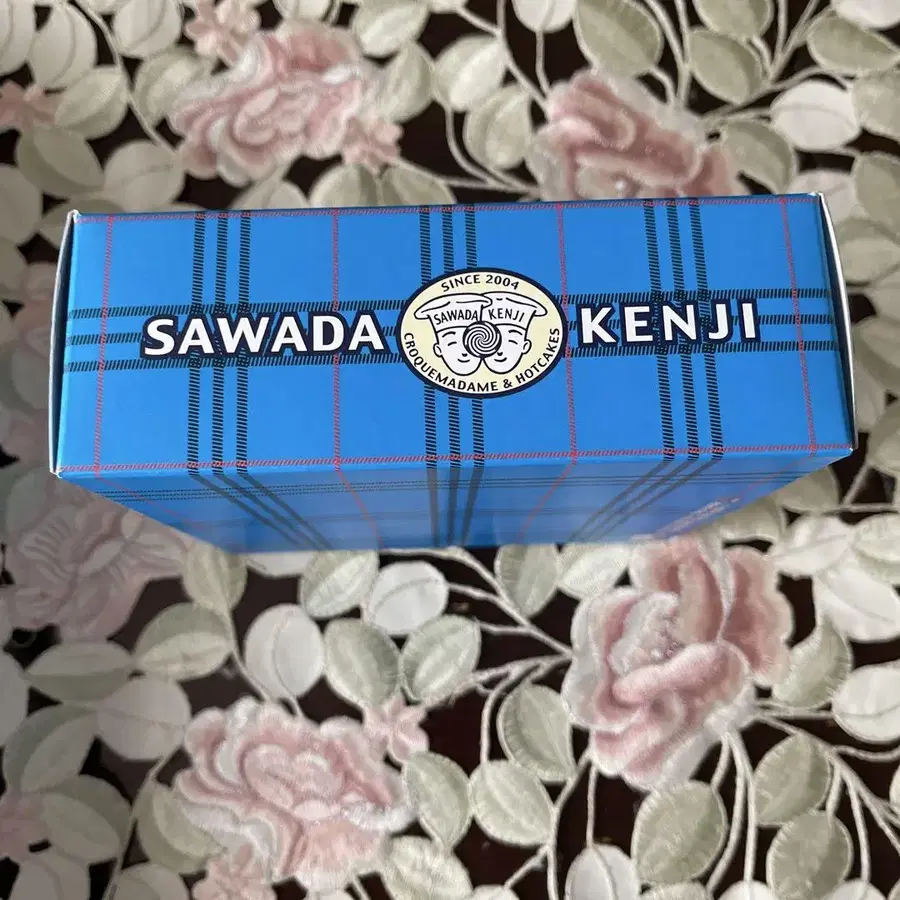 SAWADA KENJI
SINCE 2004
SAWADA KENJI
CROQUEMADAME & HOTCAKES